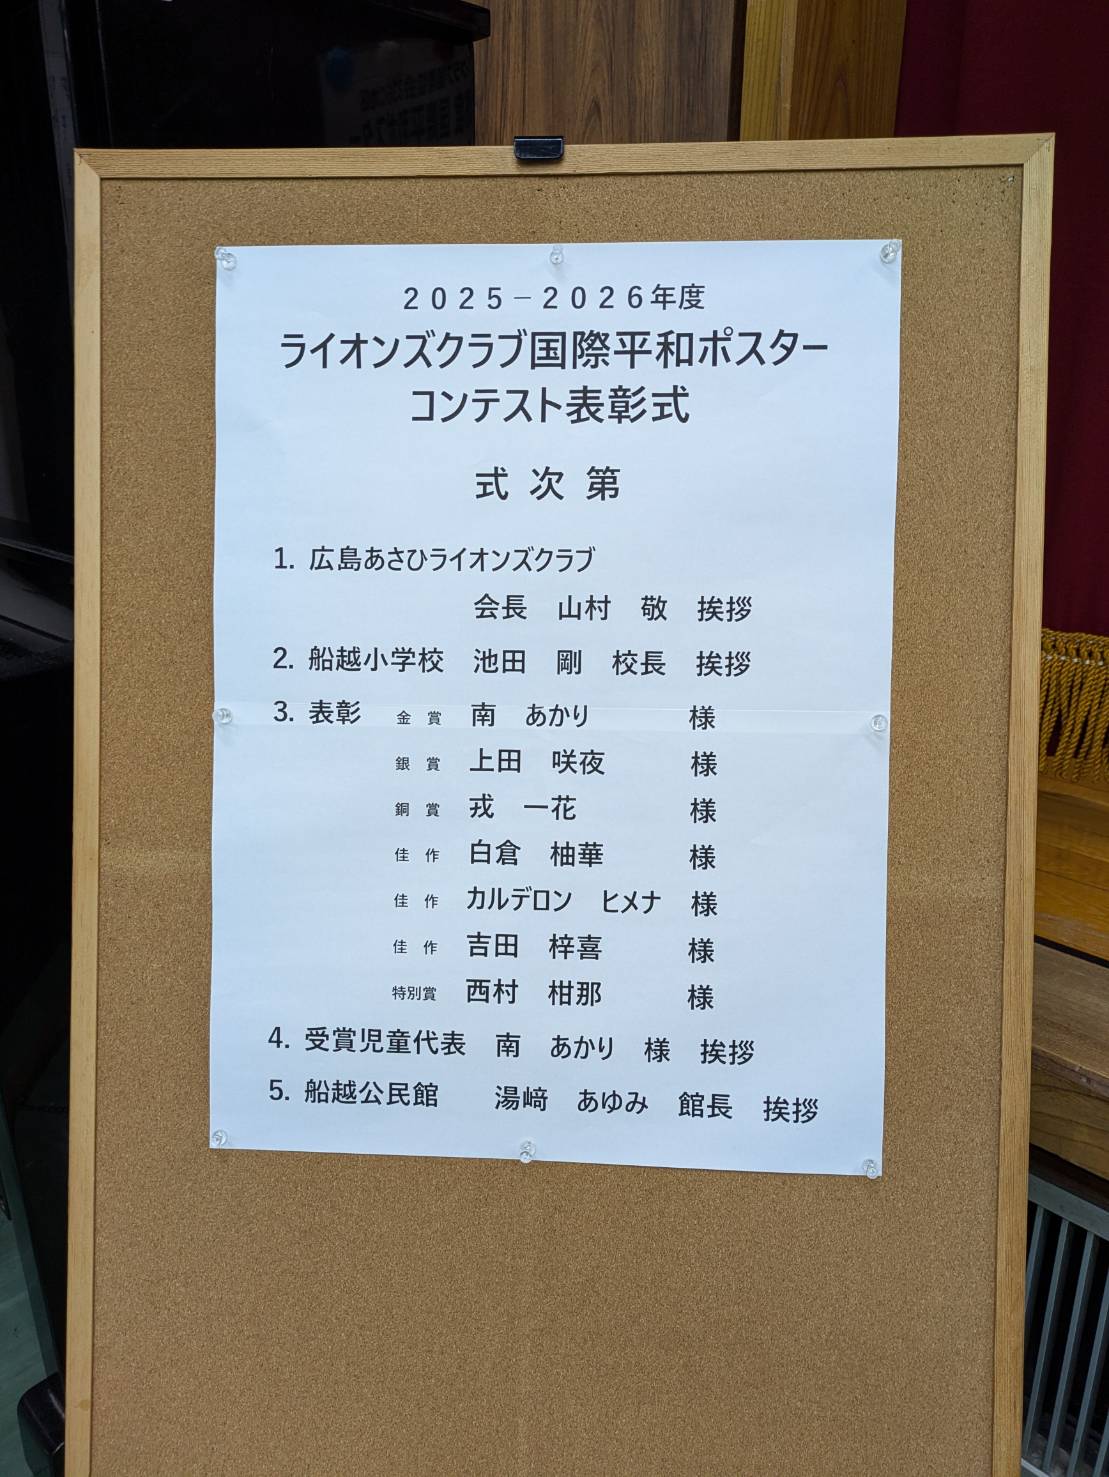 2025－2026年度
ライオンズクラブ国際平和ポスター
コンテスト表彰式
式次第
1. 広島あさひライオンズクラブ
会長　山村　敬　挨拶
2. 船越小学校　池田　剛　校長　挨拶
3. 表彰　金賞　南　あかり　様
銀賞　上田　咲夜　様
銅賞　戎　一花　様
佳作　白倉　柚華　様
佳作　カルデロン　ヒメナ　様
佳作　吉田　梓喜　様
特別賞　西村　柑那　様
4. 受賞児童代表　南　あかり　様　挨拶
5. 船越公民館　湯﨑　あゆみ　館長　挨拶